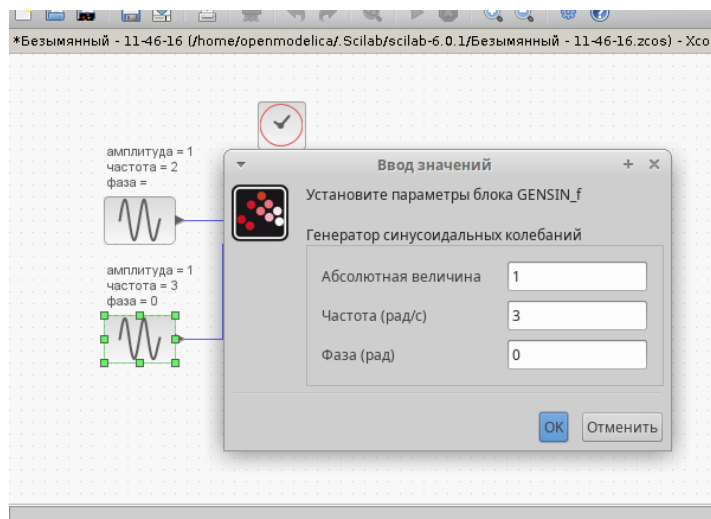 *Безымянный - 11-46-16 (/home/openmodelica/.Scilab/scilab-6.0.1/Безымянный - 11-46-16.zcos) - Xco
амплитуда = 1
частота = 2
фаза =
амплитуда = 1
частота = 3
фаза = 0
Ввод значений
Установите параметры блока GENSIN_f
Генератор синусоидальных колебаний
Абсолютная величина 1
Частота (рад/с) 3
Фаза (рад) 0
OK Отменить